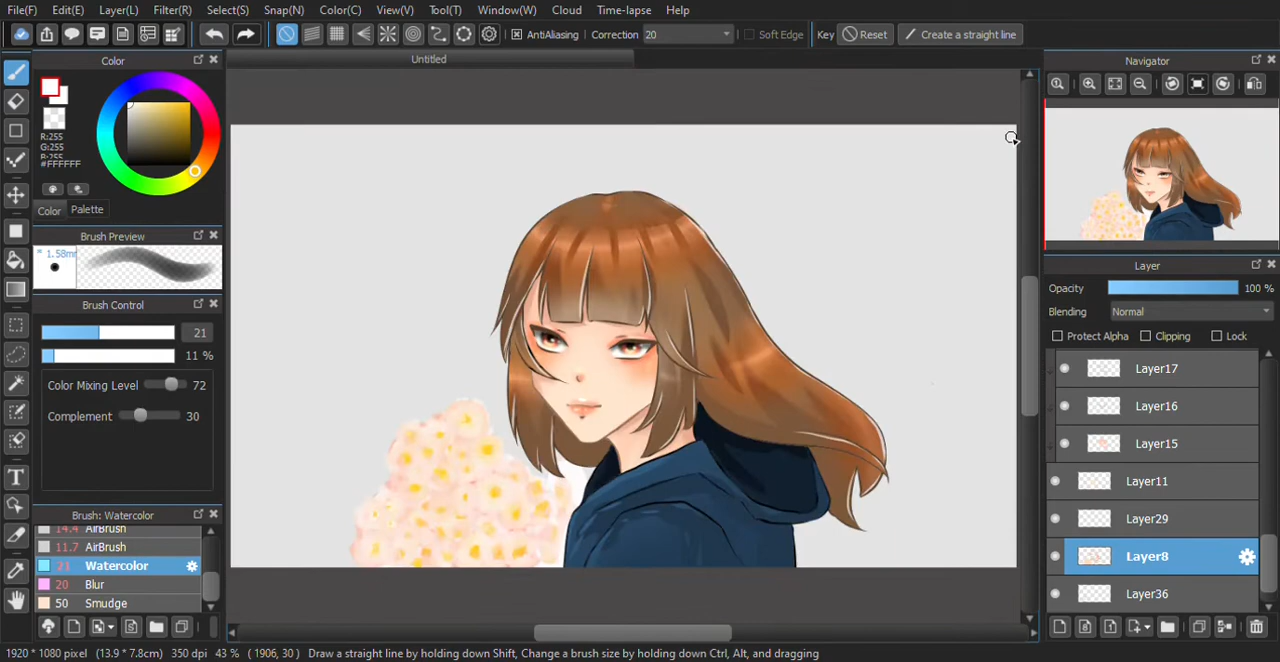 File(F) Edit(E) Layer(L) Filter(R) Select(S) Snap(N) Color(C) View(V) Tool(T) Window(W) Cloud Time-lapse Help
AntiAliasing Correction 20 Soft Edge Key Reset Create a straight line
Color
Untitled
Navigator
R:255
G:255
B:255
#FFFFFF
Color Palette
Brush Preview
* 1.58mm
Brush Control
21
11 %
Color Mixing Level 72
Complement 30
Brush: Watercolor
14.4 AirBrush
11.7 AirBrush
21 Watercolor
20 Blur
50 Smudge
Layer
Opacity 100 %
Blending Normal
Protect Alpha Clipping Lock
Layer17
Layer16
Layer15
Layer11
Layer29
Layer8
Layer36
1920 * 1080 pixel (13.9 * 7.8cm) 350 dpi 43 % ( 1906, 30 ) Draw a straight line by holding down Shift, Change a brush size by holding down Ctrl, Alt, and dragging